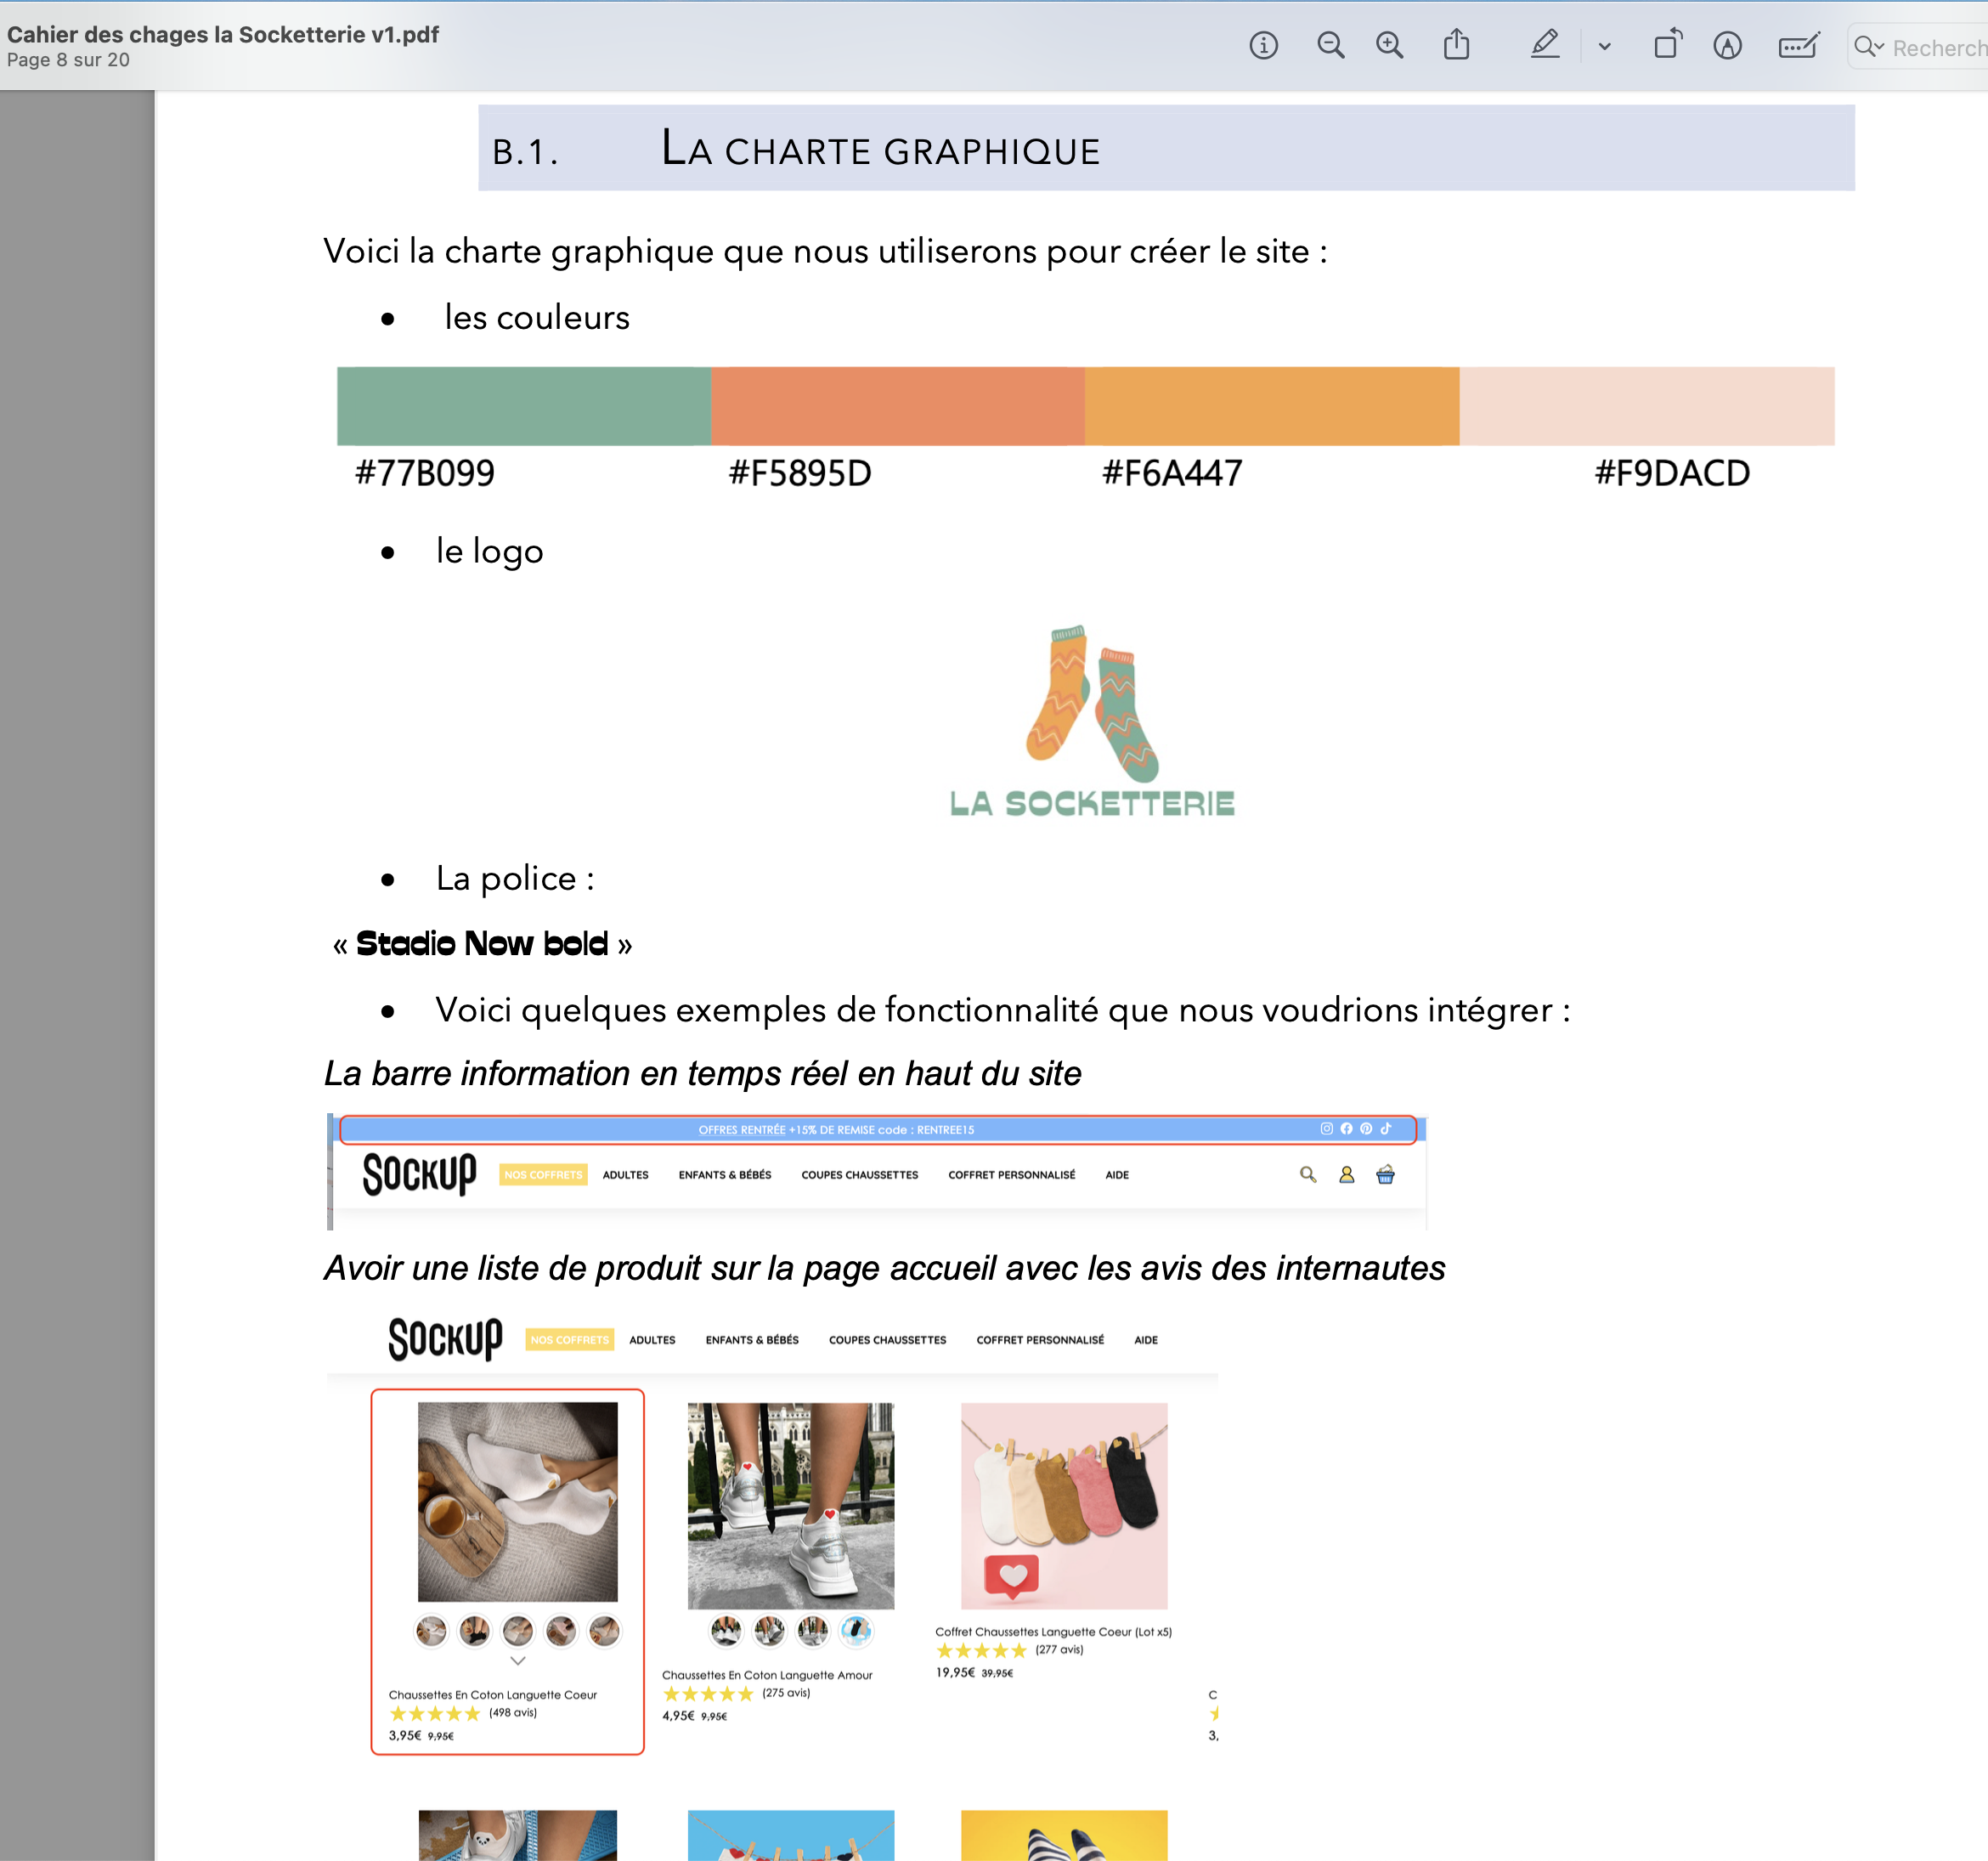 Cahier des chages la Socketterie v1.pdf
Page 8 sur 20
Recherch
B.1. LA CHARTE GRAPHIQUE
Voici la charte graphique que nous utiliserons pour créer le site :
• les couleurs
#77B099 #F5895D #F6A447 #F9DACD
• le logo
LA SOCKETTERIE
• La police :
« Stadio Now bold »
• Voici quelques exemples de fonctionnalité que nous voudrions intégrer :
La barre information en temps réel en haut du site
OFFRES RENTRÉE +15% DE REMISE code : RENTREE15
SOCKUP NOS COFFRETS ADULTES ENFANTS & BÉBÉS COUPES CHAUSSETTES COFFRET PERSONNALISÉ AIDE
Avoir une liste de produit sur la page accueil avec les avis des internautes
SOCKUP NOS COFFRETS ADULTES ENFANTS & BÉBÉS COUPES CHAUSSETTES COFFRET PERSONNALISÉ AIDE
Chaussettes En Coton Languette Coeur
(498 avis)
3,95€ 9,95€
Chaussettes En Coton Languette Amour
(275 avis)
4,95€ 9,95€
Coffret Chaussettes Languette Coeur (Lot x5)
(277 avis)
19,95€ 39,95€
C
3,